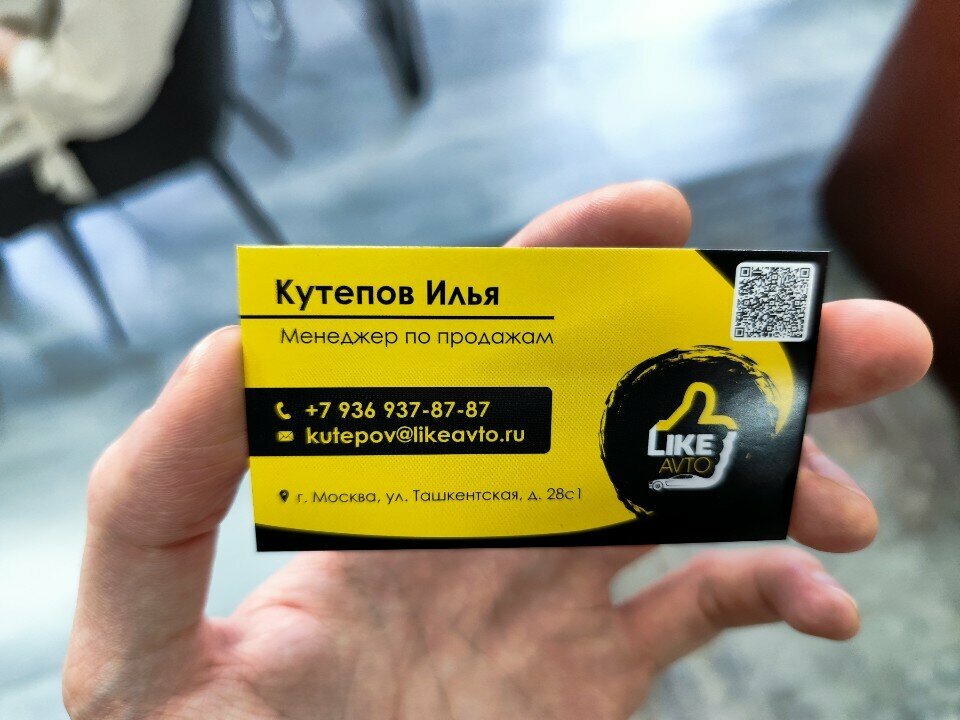 Кутепов Илья
Менеджер по продажам
+7 936 937-87-87
kutepov@likeavto.ru
г. Москва, ул. Ташкентская, д. 28с1
LIKE
AVTO